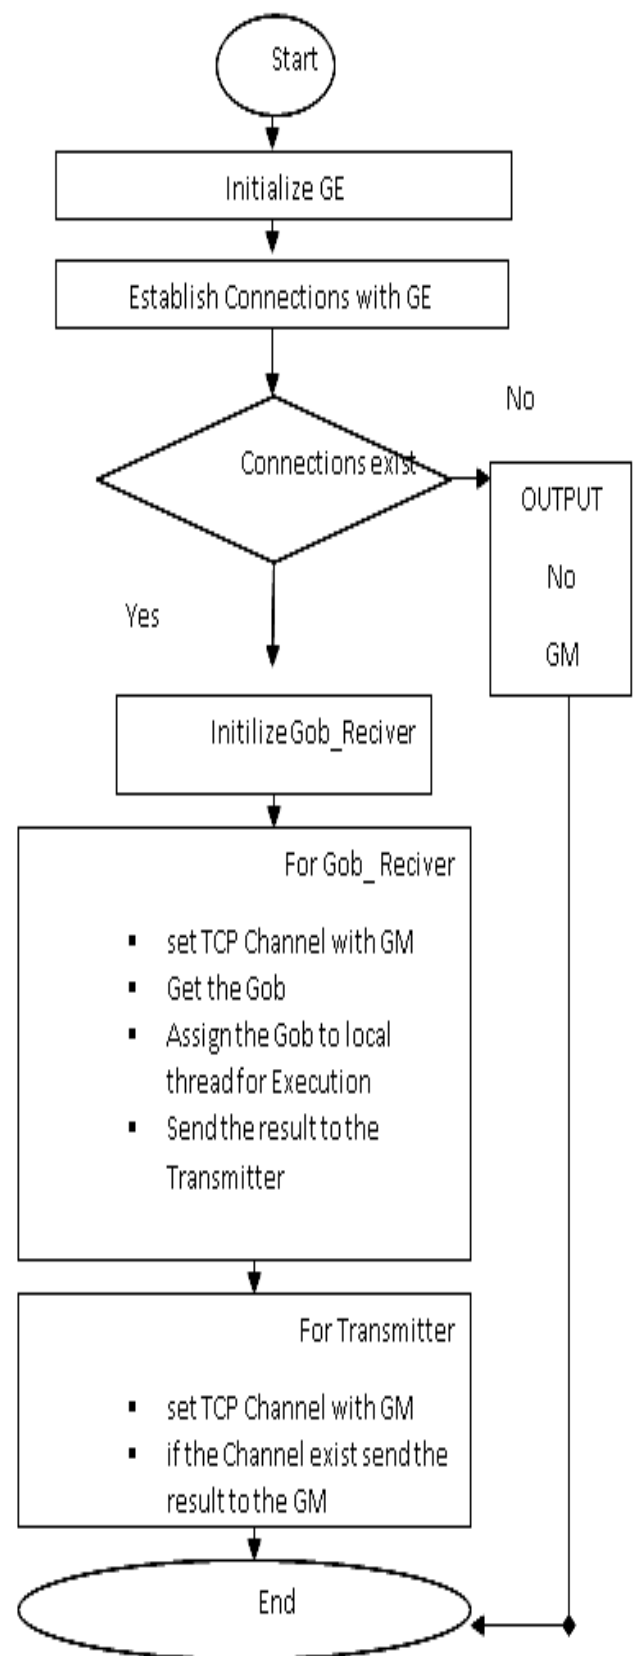 Start
Initialize GE
Establish Connections with GE
Connections exist
No
OUTPUT
No
GM
Yes
Initilize Gob_Reciver
For Gob_ Reciver
▪ set TCP Channel with GM
▪ Get the Gob
▪ Assign the Gob to local
thread for Execution
▪ Send the result to the
Transmitter
For Transmitter
▪ set TCP Channel with GM
▪ if the Channel exist send the
result to the GM
End